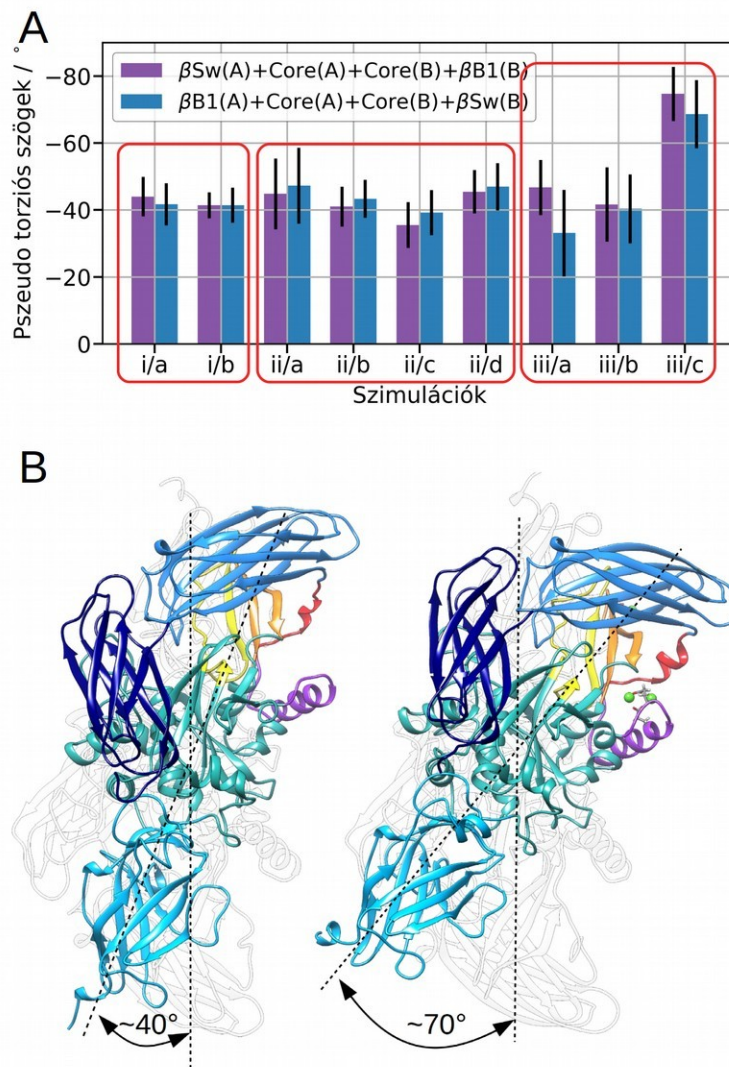 A
Pszeudo torziós szögek / °
−80
−60
−40
−20
0
βSw(A)+Core(A)+Core(B)+βB1(B)
βB1(A)+Core(A)+Core(B)+βSw(B)
i/a i/b ii/a ii/b ii/c ii/d iii/a iii/b iii/c
Szimulációk
B
~40° ~70°